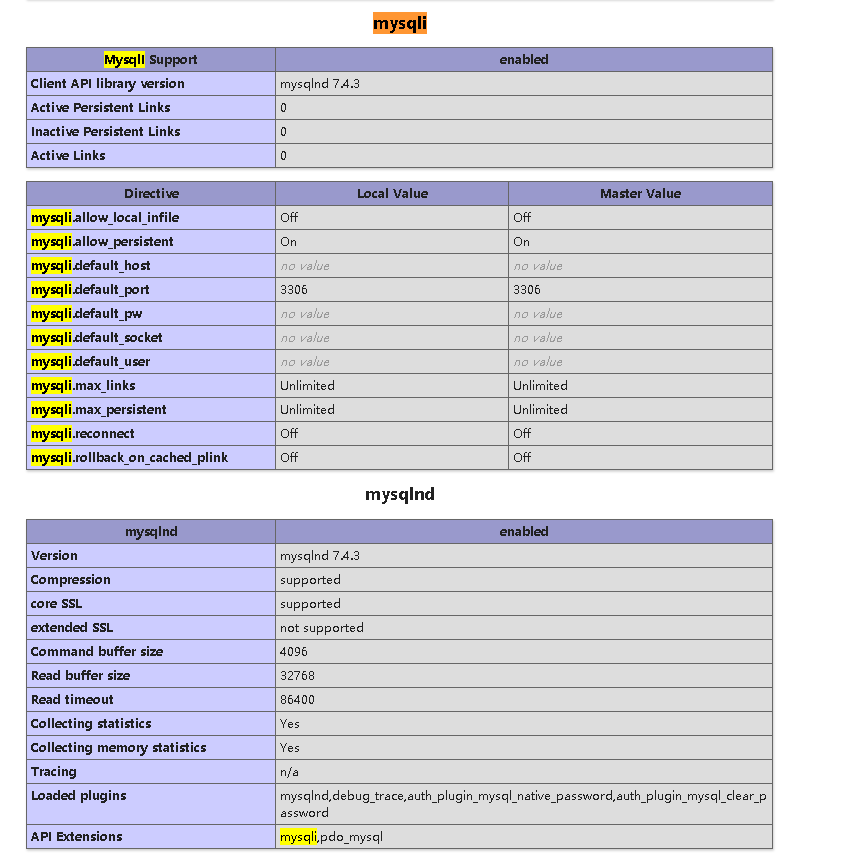 mysqli
MysqlI Support enabled
Client API library version mysqlnd 7.4.3
Active Persistent Links 0
Inactive Persistent Links 0
Active Links 0
Directive Local Value Master Value
mysqli.allow_local_infile Off Off
mysqli.allow_persistent On On
mysqli.default_host no value no value
mysqli.default_port 3306 3306
mysqli.default_pw no value no value
mysqli.default_socket no value no value
mysqli.default_user no value no value
mysqli.max_links Unlimited Unlimited
mysqli.max_persistent Unlimited Unlimited
mysqli.reconnect Off Off
mysqli.rollback_on_cached_plink Off Off
mysqlnd
mysqlnd enabled
Version mysqlnd 7.4.3
Compression supported
core SSL supported
extended SSL not supported
Command buffer size 4096
Read buffer size 32768
Read timeout 86400
Collecting statistics Yes
Collecting memory statistics Yes
Tracing n/a
Loaded plugins mysqlnd,debug_trace,auth_plugin_mysql_native_password,auth_plugin_mysql_clear_p
assword
API Extensions mysqli,pdo_mysql